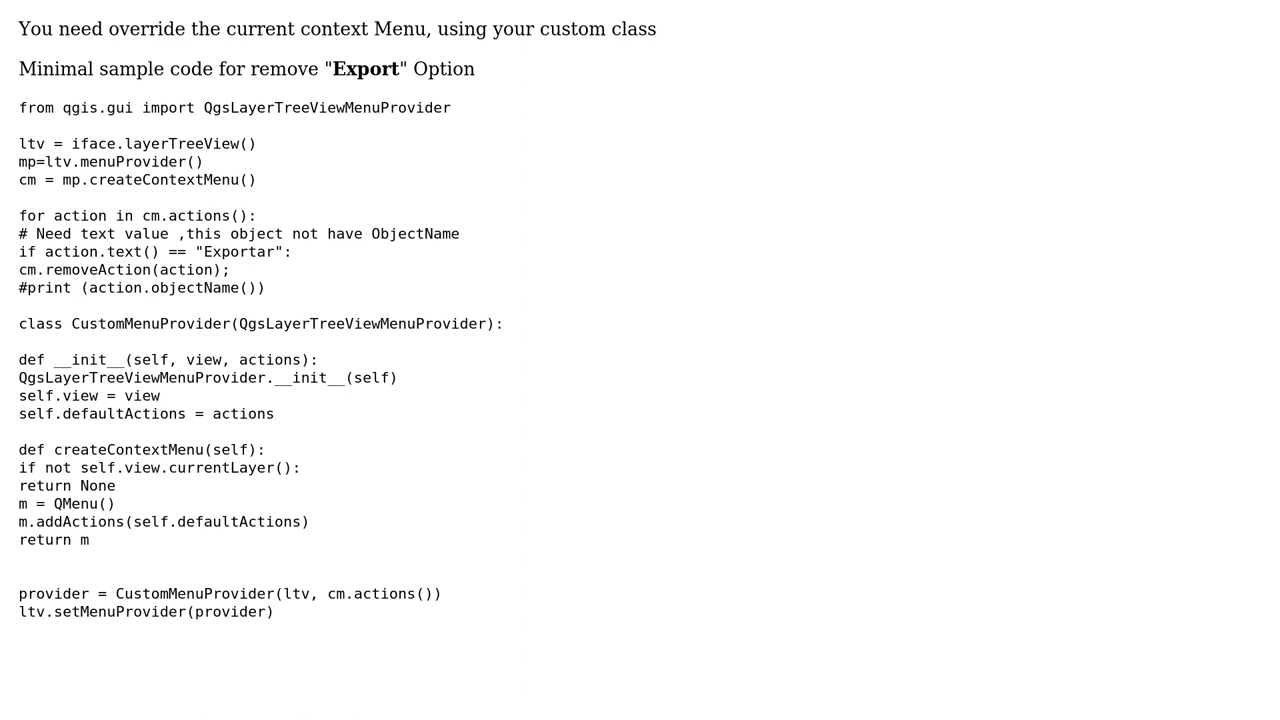 You need override the current context Menu, using your custom class
Minimal sample code for remove "Export" Option
from qgis.gui import QgsLayerTreeViewMenuProvider
ltv = iface.layerTreeView()
mp=ltv.menuProvider()
cm = mp.createContextMenu()
for action in cm.actions():
# Need text value ,this object not have ObjectName
if action.text() == "Exportar":
cm.removeAction(action);
#print (action.objectName())
class CustomMenuProvider(QgsLayerTreeViewMenuProvider):
def __init__(self, view, actions):
QgsLayerTreeViewMenuProvider.__init__(self)
self.view = view
self.defaultActions = actions
def createContextMenu(self):
if not self.view.currentLayer():
return None
m = QMenu()
m.addActions(self.defaultActions)
return m
provider = CustomMenuProvider(ltv, cm.actions())
ltv.setMenuProvider(provider)